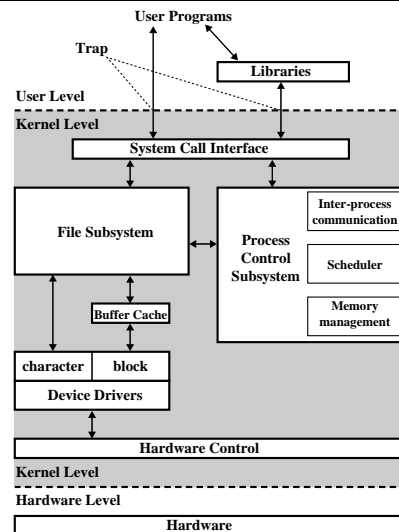 User Programs
Trap
Libraries
User Level
Kernel Level
System Call Interface
File Subsystem
Inter-process
communication
Process
Control
Subsystem
Scheduler
Memory
management
Buffer Cache
character
block
Device Drivers
Hardware Control
Kernel Level
Hardware Level
Hardware